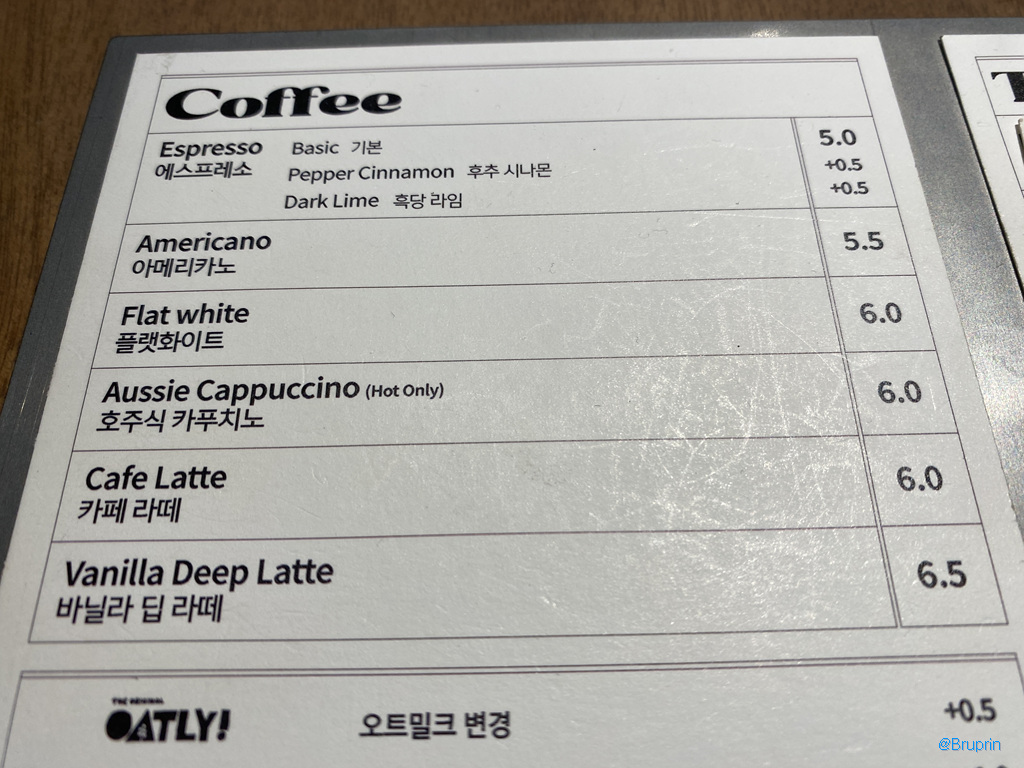 Coffee
Espresso Basic 기본 5.0
에스프레소 Pepper Cinnamon 후추 시나몬 +0.5
Dark Lime 흑당 라임 +0.5
Americano 5.5
아메리카노
Flat white 6.0
플랫화이트
Aussie Cappuccino (Hot Only) 6.0
호주식 카푸치노
Cafe Latte 6.0
카페 라떼
Vanilla Deep Latte 6.5
바닐라 딥 라떼
THE ORIGINAL
OATLY! 오트밀크 변경 +0.5
@Bruprin